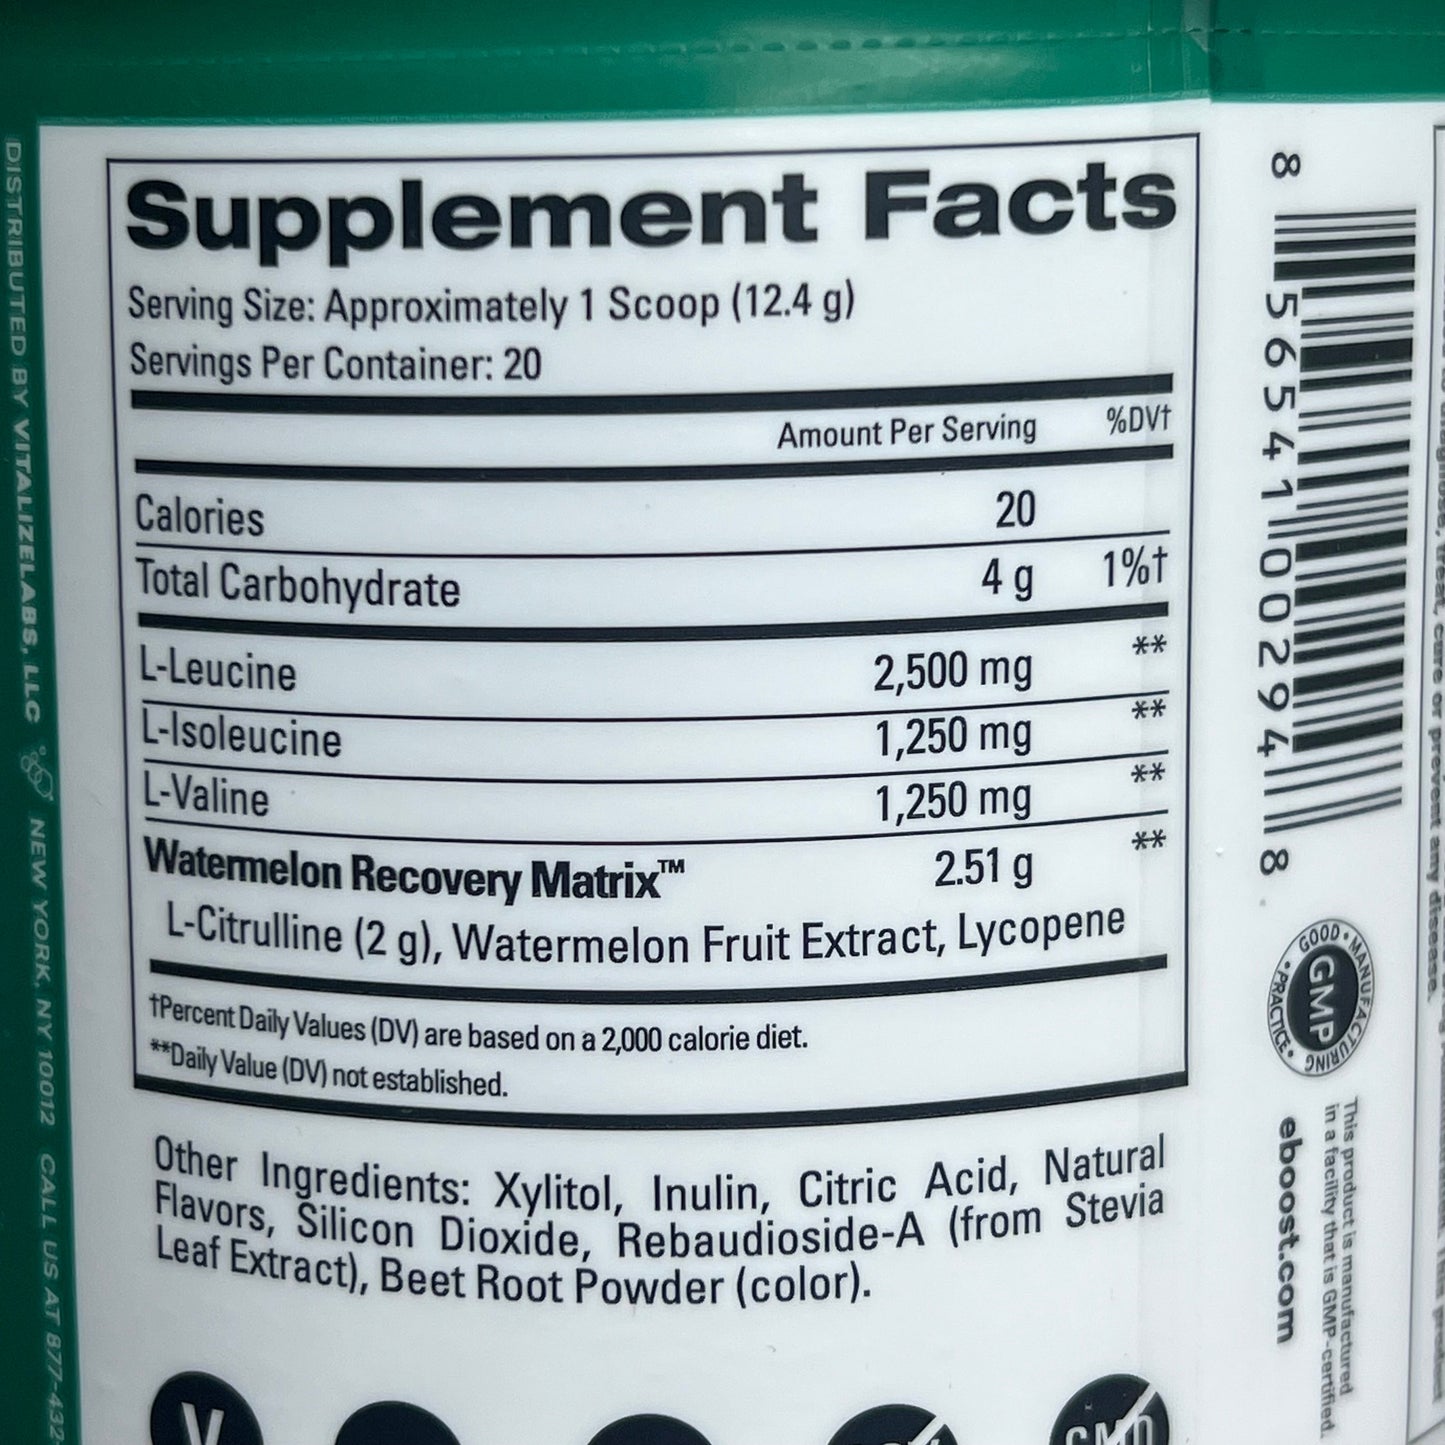 Supplement Facts
Serving Size: Approximately 1 Scoop (12.4 g)
Servings Per Container: 20
Amount Per Serving %DV†
Calories 20
Total Carbohydrate 4 g 1%†
L-Leucine 2,500 mg **
L-Isoleucine 1,250 mg **
L-Valine 1,250 mg **
Watermelon Recovery Matrix™ 2.51 g **
L-Citrulline (2 g), Watermelon Fruit Extract, Lycopene
†Percent Daily Values (DV) are based on a 2,000 calorie diet.
**Daily Value (DV) not established.
Other Ingredients: Xylitol, Inulin, Citric Acid, Natural
Flavors, Silicon Dioxide, Rebaudioside-A (from Stevia
Leaf Extract), Beet Root Powder (color).
DISTRIBUTED BY VITALIZELABS, LLC NEW YORK, NY 10012 CALL US AT 877-432-
8 56541 00294 8
GOOD • MANUFACTURING • PRACTICE •
GMP
This product is manufactured
in a facility that is GMP-certified.
eboost.com
treat, cure or prevent any disease.
V